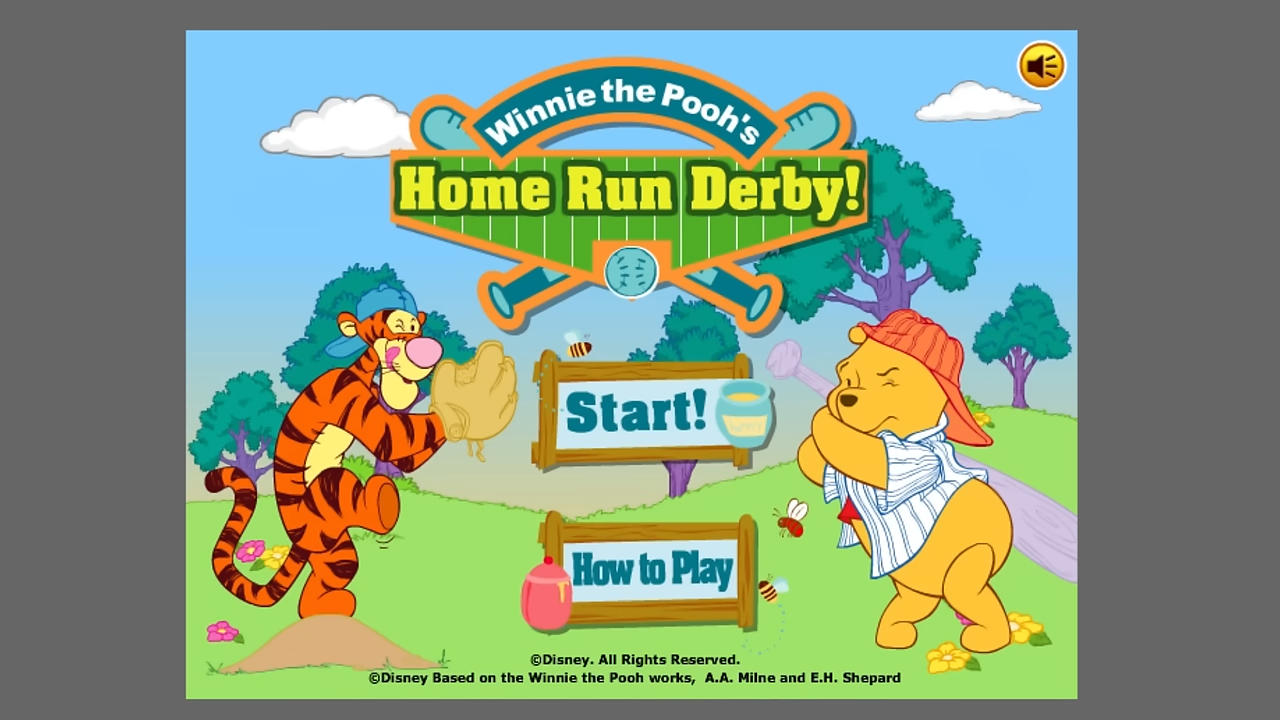 Winnie the Pooh's
Home Run Derby!
Start!
HUNNY
How to Play
©Disney. All Rights Reserved.
©Disney Based on the Winnie the Pooh works, A.A. Milne and E.H. Shepard